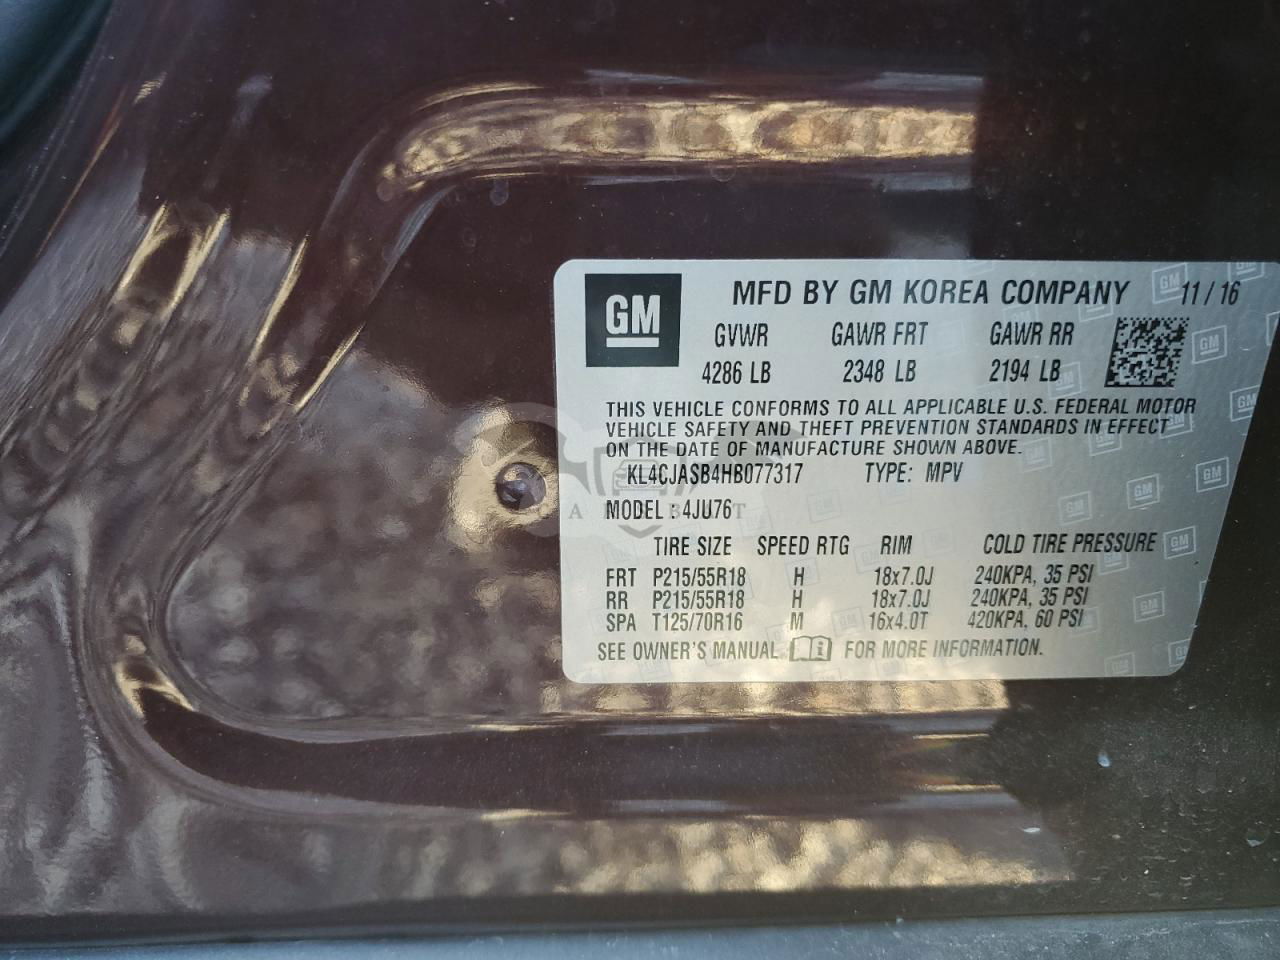 GM MFD BY GM KOREA COMPANY 11 / 16
GVWR GAWR FRT GAWR RR
4286 LB 2348 LB 2194 LB
THIS VEHICLE CONFORMS TO ALL APPLICABLE U.S. FEDERAL MOTOR
VEHICLE SAFETY AND THEFT PREVENTION STANDARDS IN EFFECT
ON THE DATE OF MANUFACTURE SHOWN ABOVE.
KL4CJASB4HB077317 TYPE: MPV
MODEL : 4JU76
TIRE SIZE SPEED RTG RIM COLD TIRE PRESSURE
FRT P215/55R18 H 18x7.0J 240KPA, 35 PSI
RR P215/55R18 H 18x7.0J 240KPA, 35 PSI
SPA T125/70R16 M 16x4.0T 420KPA, 60 PSI
SEE OWNER'S MANUAL FOR MORE INFORMATION.